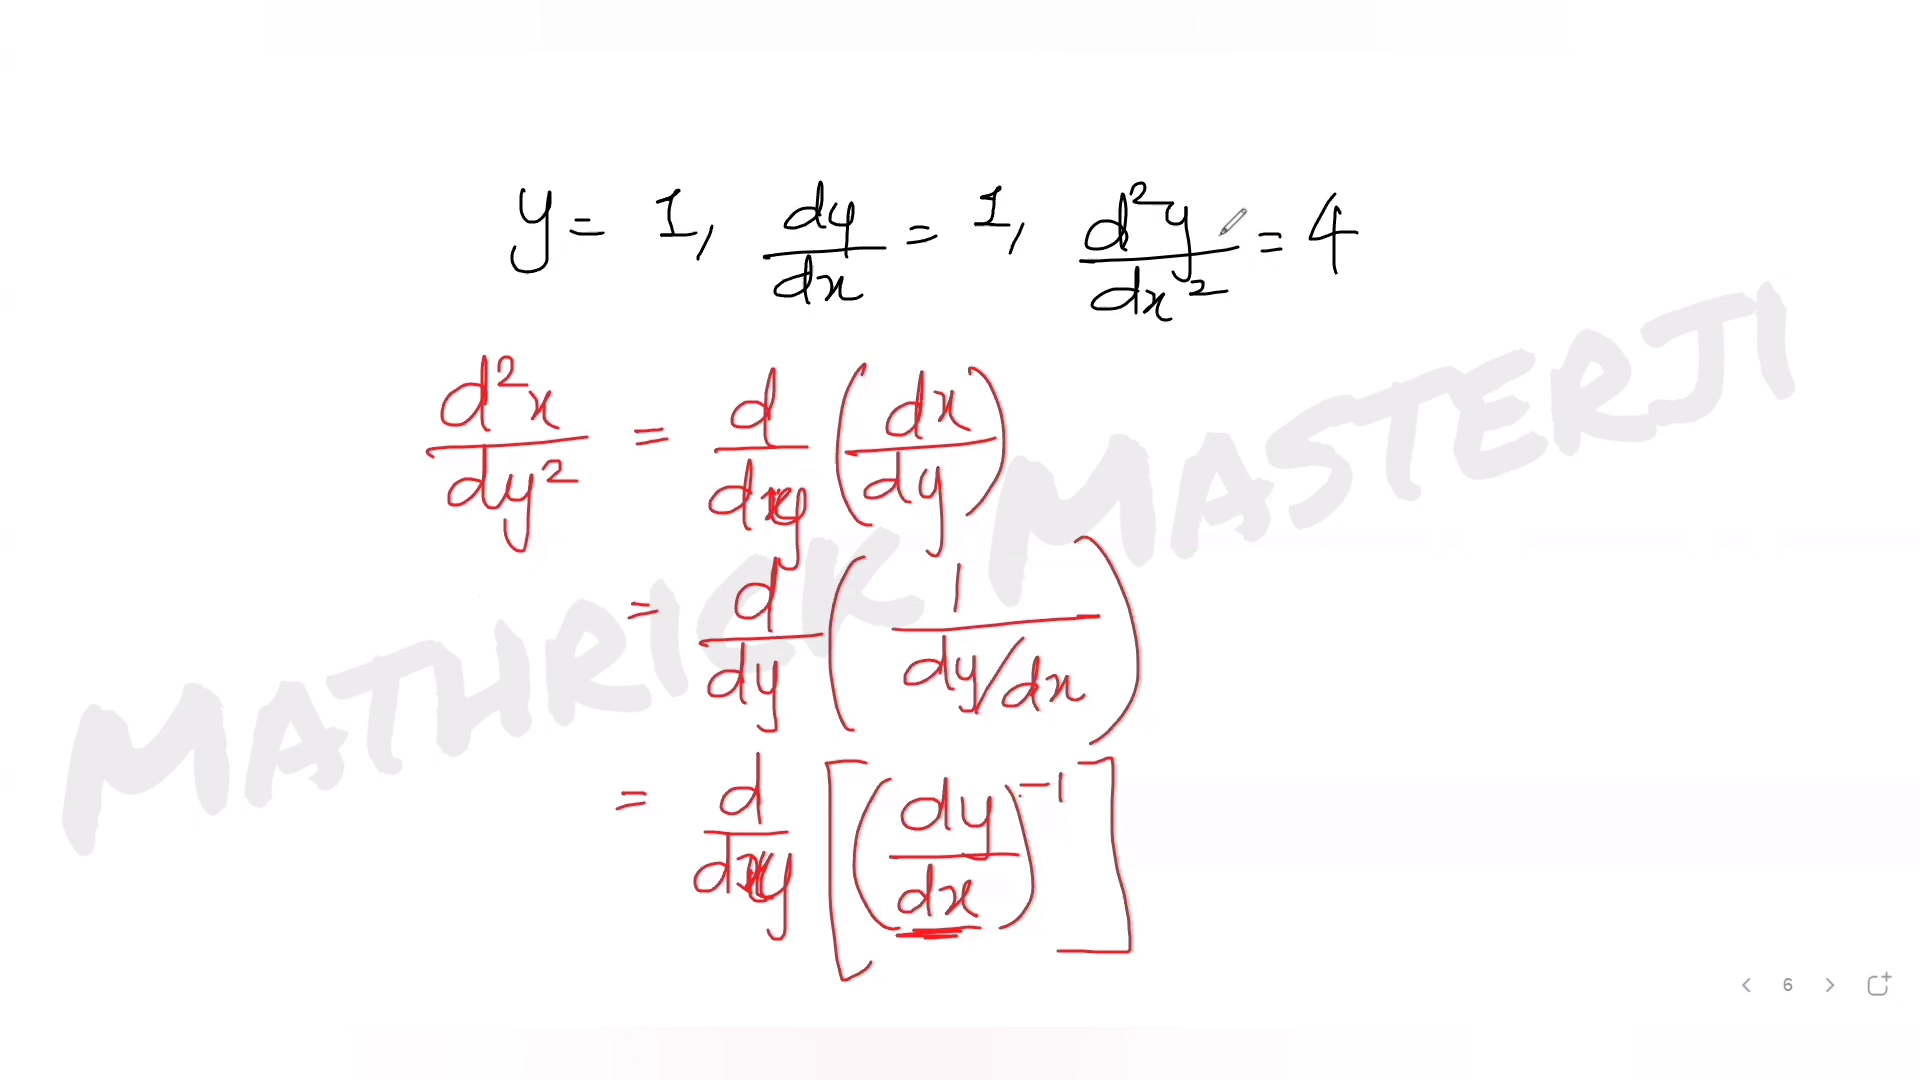 y = 1, dy/dx = 1, d²y/dx² = 4
d²x/dy² = d/dy (dx/dy)
= d/dy (1/(dy/dx))
= d/dy [(dy/dx)⁻¹]
MATHRICK MASTERJI
< 6 >